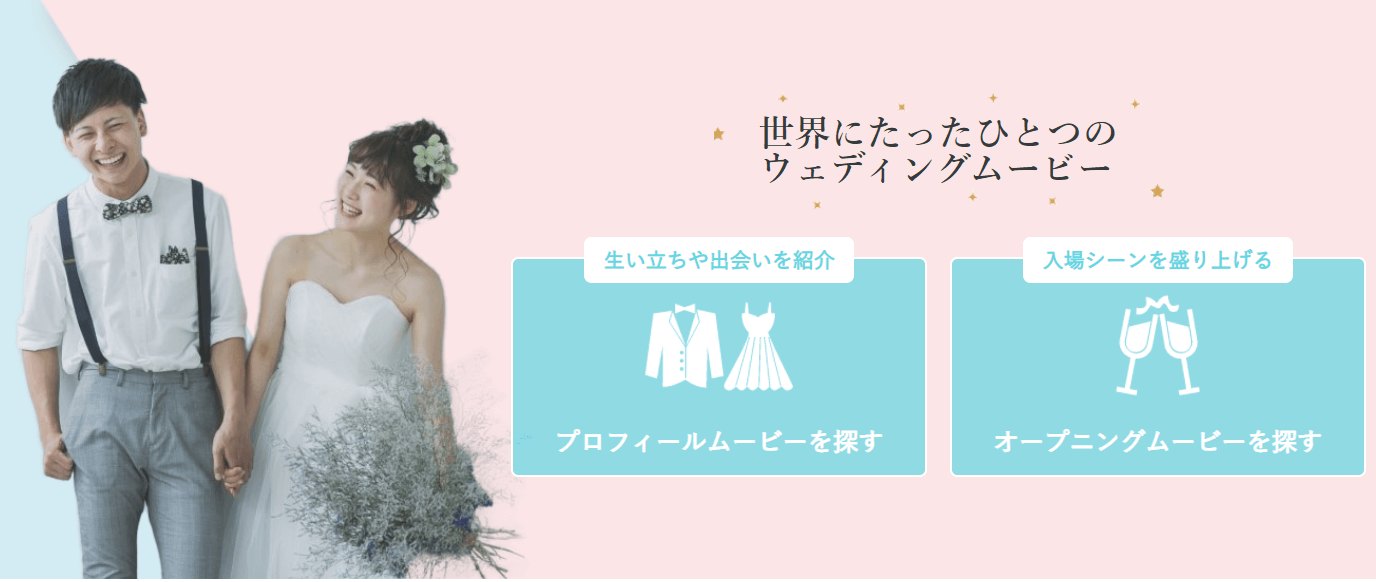 世界にたったひとつの
ウェディングムービー
生い立ちや出会いを紹介
プロフィールムービーを探す
入場シーンを盛り上げる
オープニングムービーを探す